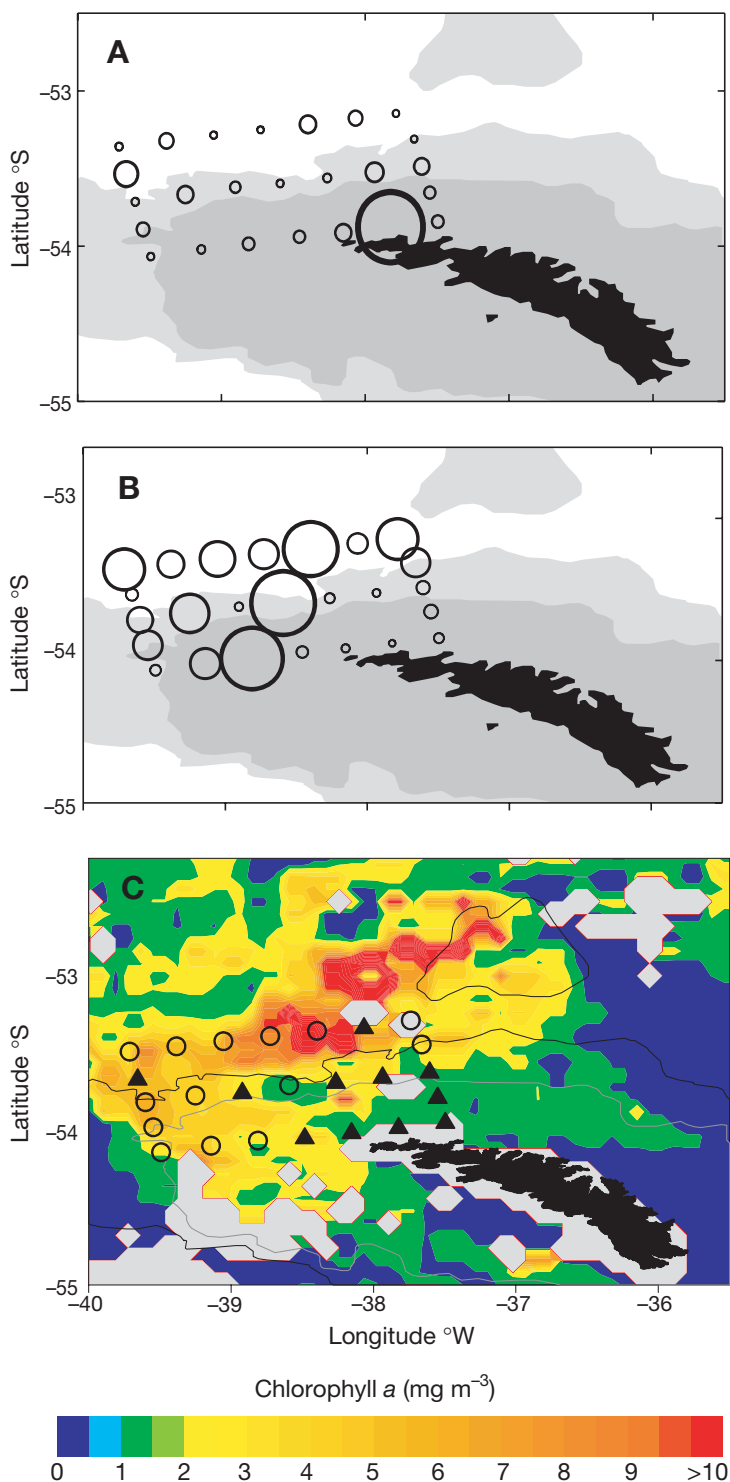 A
–53
–54
–55
Latitude °S
B
–53
–54
–55
Latitude °S
C
–53
–54
–55
Latitude °S
–40 –39 –38 –37 –36
Longitude °W
Chlorophyll a (mg m–3)
0 1 2 3 4 5 6 7 8 9 >10